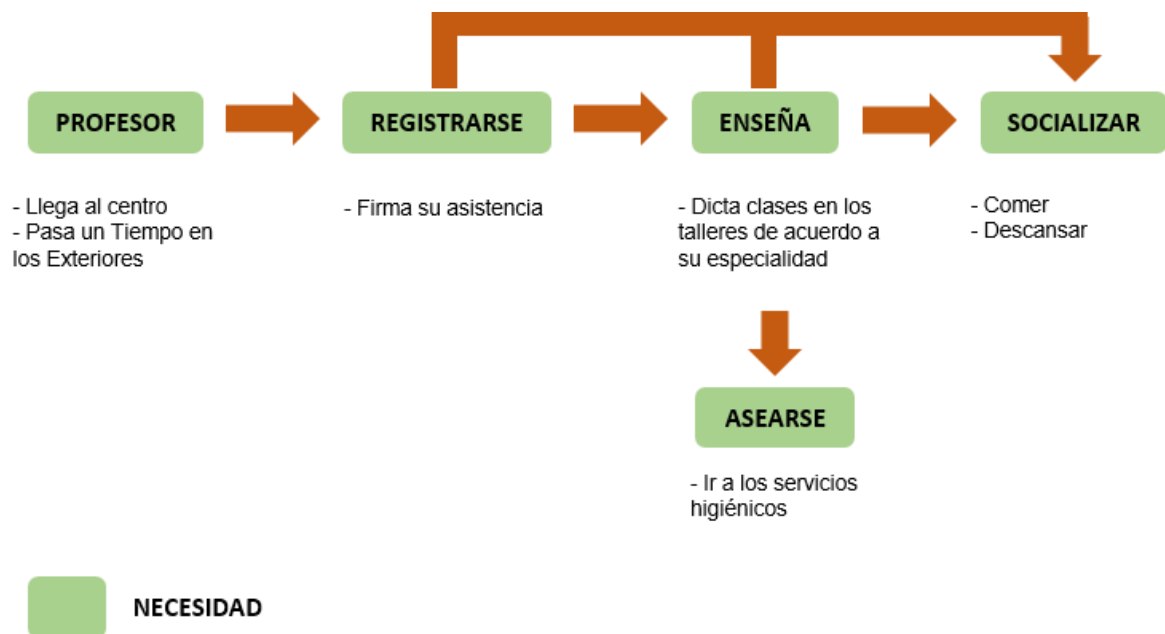 PROFESOR
REGISTRARSE
ENSEÑA
SOCIALIZAR
- Llega al centro
- Pasa un Tiempo en
los Exteriores
- Firma su asistencia
- Dicta clases en los
talleres de acuerdo a
su especialidad
- Comer
- Descansar
ASEARSE
- Ir a los servicios
higiénicos
NECESIDAD